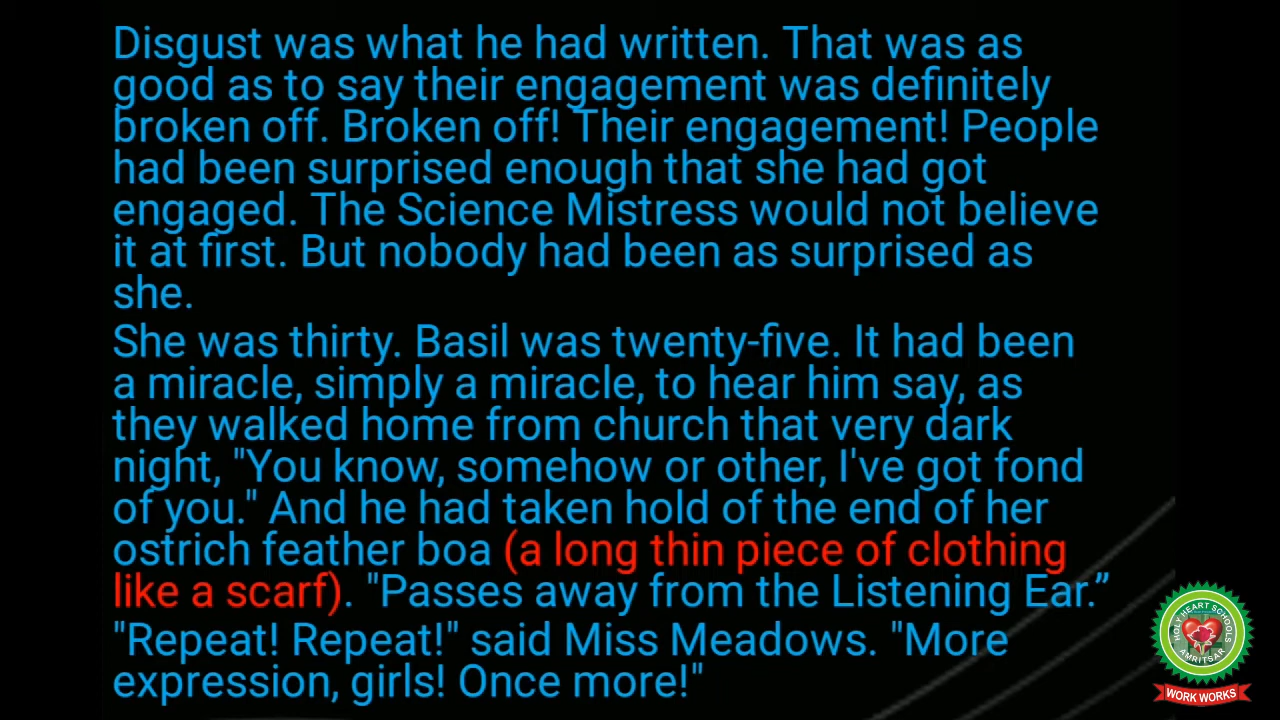 Disgust was what he had written. That was as
good as to say their engagement was definitely
broken off. Broken off! Their engagement! People
had been surprised enough that she had got
engaged. The Science Mistress would not believe
it at first. But nobody had been as surprised as
she.
She was thirty. Basil was twenty-five. It had been
a miracle, simply a miracle, to hear him say, as
they walked home from church that very dark
night, "You know, somehow or other, I've got fond
of you." And he had taken hold of the end of her
ostrich feather boa (a long thin piece of clothing
like a scarf). "Passes away from the Listening Ear.”
"Repeat! Repeat!" said Miss Meadows. "More
expression, girls! Once more!"
HOLY HEART SCHOOLS
AMRITSAR
WORK WORKS